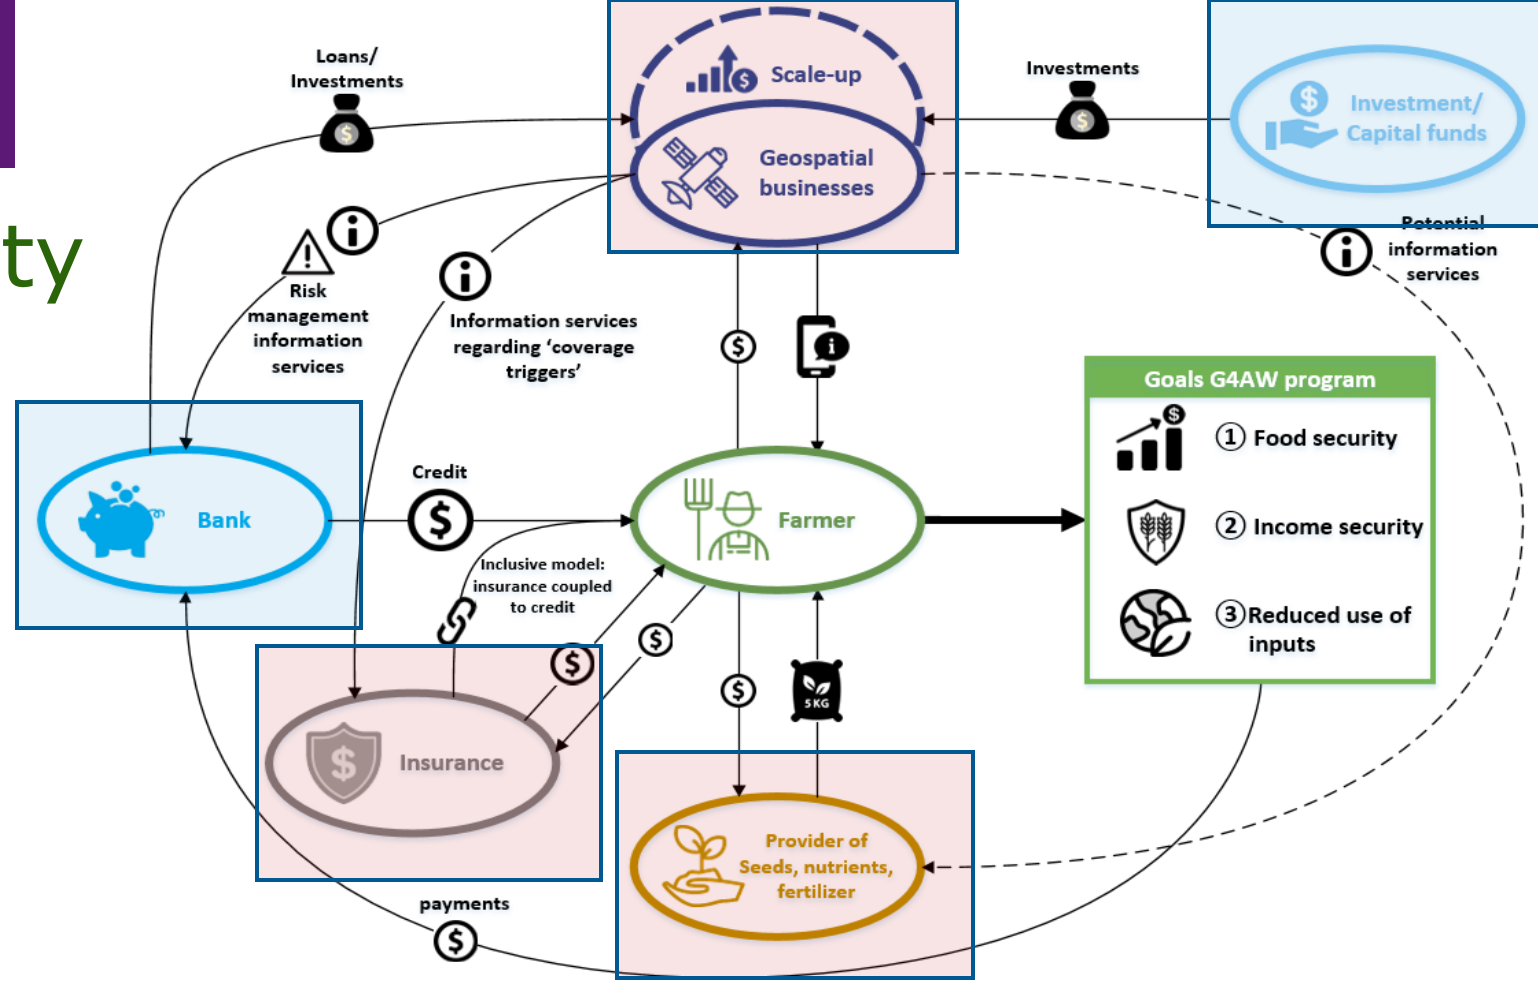 ty
Loans/
Investments
$
Scale-up
$
Geospatial
businesses
Investments
$
$
Investment/
Capital funds
Potential
information
services
Risk
management
information
services
Information services
regarding ‘coverage
triggers’
$
i
Goals G4AW program
$
① Food security
② Income security
③ Reduced use of
inputs
Bank
Credit
$
Farmer
Inclusive model:
insurance coupled
to credit
$
$
$
5 KG
$
Insurance
Provider of
Seeds, nutrients,
fertilizer
payments
$